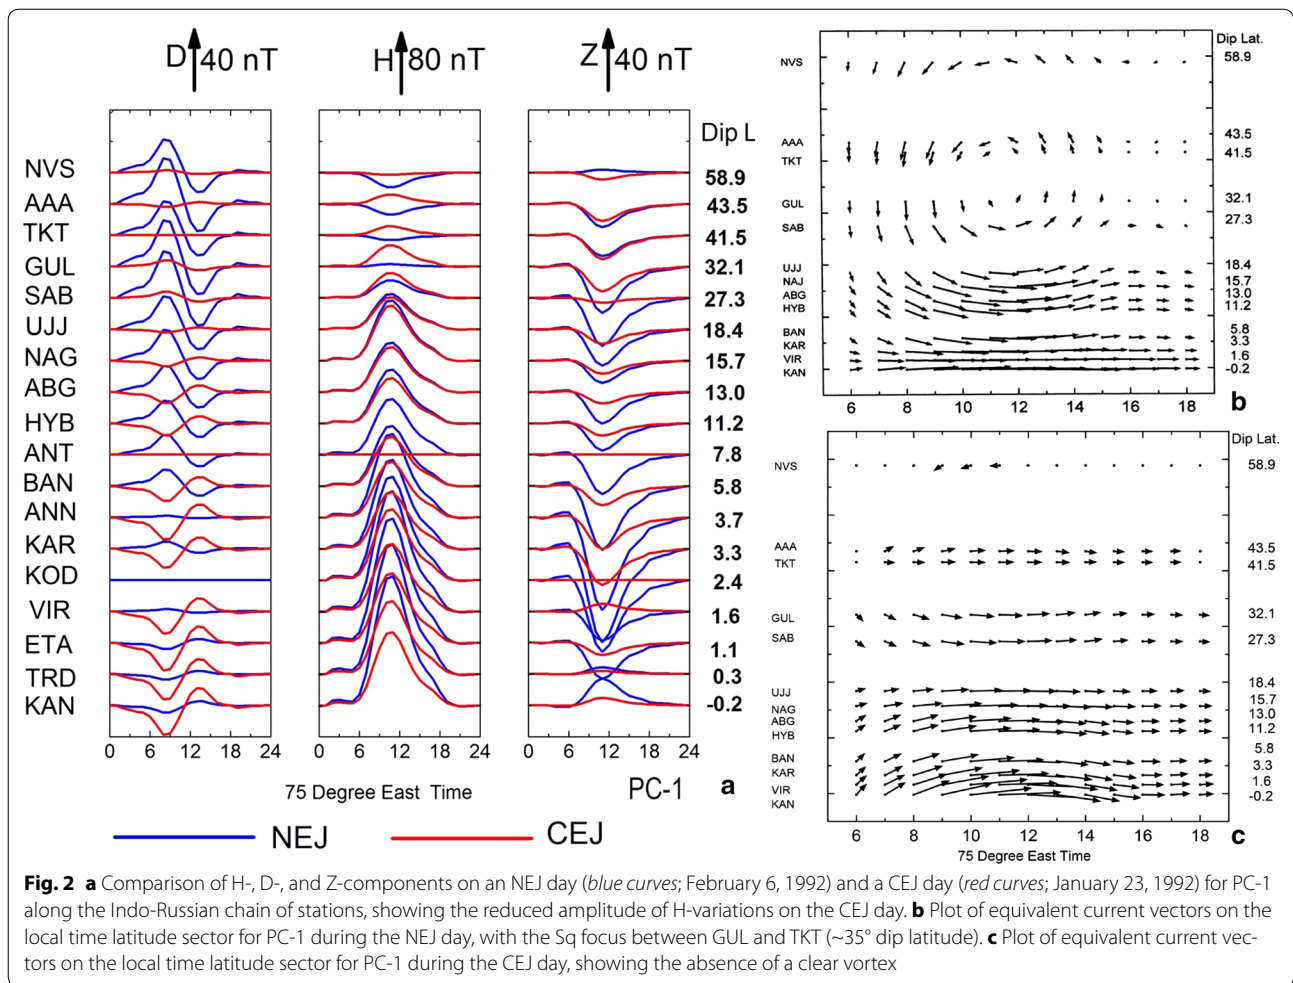 D 40 nT
H 80 nT
Z 40 nT
Dip L
NVS 58.9
AAA 43.5
TKT 41.5
GUL 32.1
SAB 27.3
UJJ 18.4
NAG 15.7
ABG 13.0
HYB 11.2
ANT 7.8
BAN 5.8
ANN 3.7
KAR 3.3
KOD 2.4
VIR 1.6
ETA 1.1
TRD 0.3
KAN -0.2
0 6 12 18 24 0 6 12 18 24 0 6 12 18 24
75 Degree East Time
PC-1 a
NEJ CEJ
Dip Lat.
NVS 58.9
AAA 43.5
TKT 41.5
GUL 32.1
SAB 27.3
UJJ 18.4
NAJ 15.7
ABG 13.0
HYB 11.2
BAN 5.8
KAR 3.3
VIR 1.6
KAN -0.2
6 8 10 12 14 16 18
b
Dip Lat.
NVS 58.9
AAA 43.5
TKT 41.5
GUL 32.1
SAB 27.3
UJJ 18.4
NAG 15.7
ABG 13.0
HYB 11.2
BAN 5.8
KAR 3.3
VIR 1.6
KAN -0.2
6 8 10 12 14 16 18
75 Degree East Time
c
Fig. 2 a Comparison of H-, D-, and Z-components on an NEJ day (blue curves; February 6, 1992) and a CEJ day (red curves; January 23, 1992) for PC-1
along the Indo-Russian chain of stations, showing the reduced amplitude of H-variations on the CEJ day. b Plot of equivalent current vectors on the
local time latitude sector for PC-1 during the NEJ day, with the Sq focus between GUL and TKT (~35° dip latitude). c Plot of equivalent current vec-
tors on the local time latitude sector for PC-1 during the CEJ day, showing the absence of a clear vortex